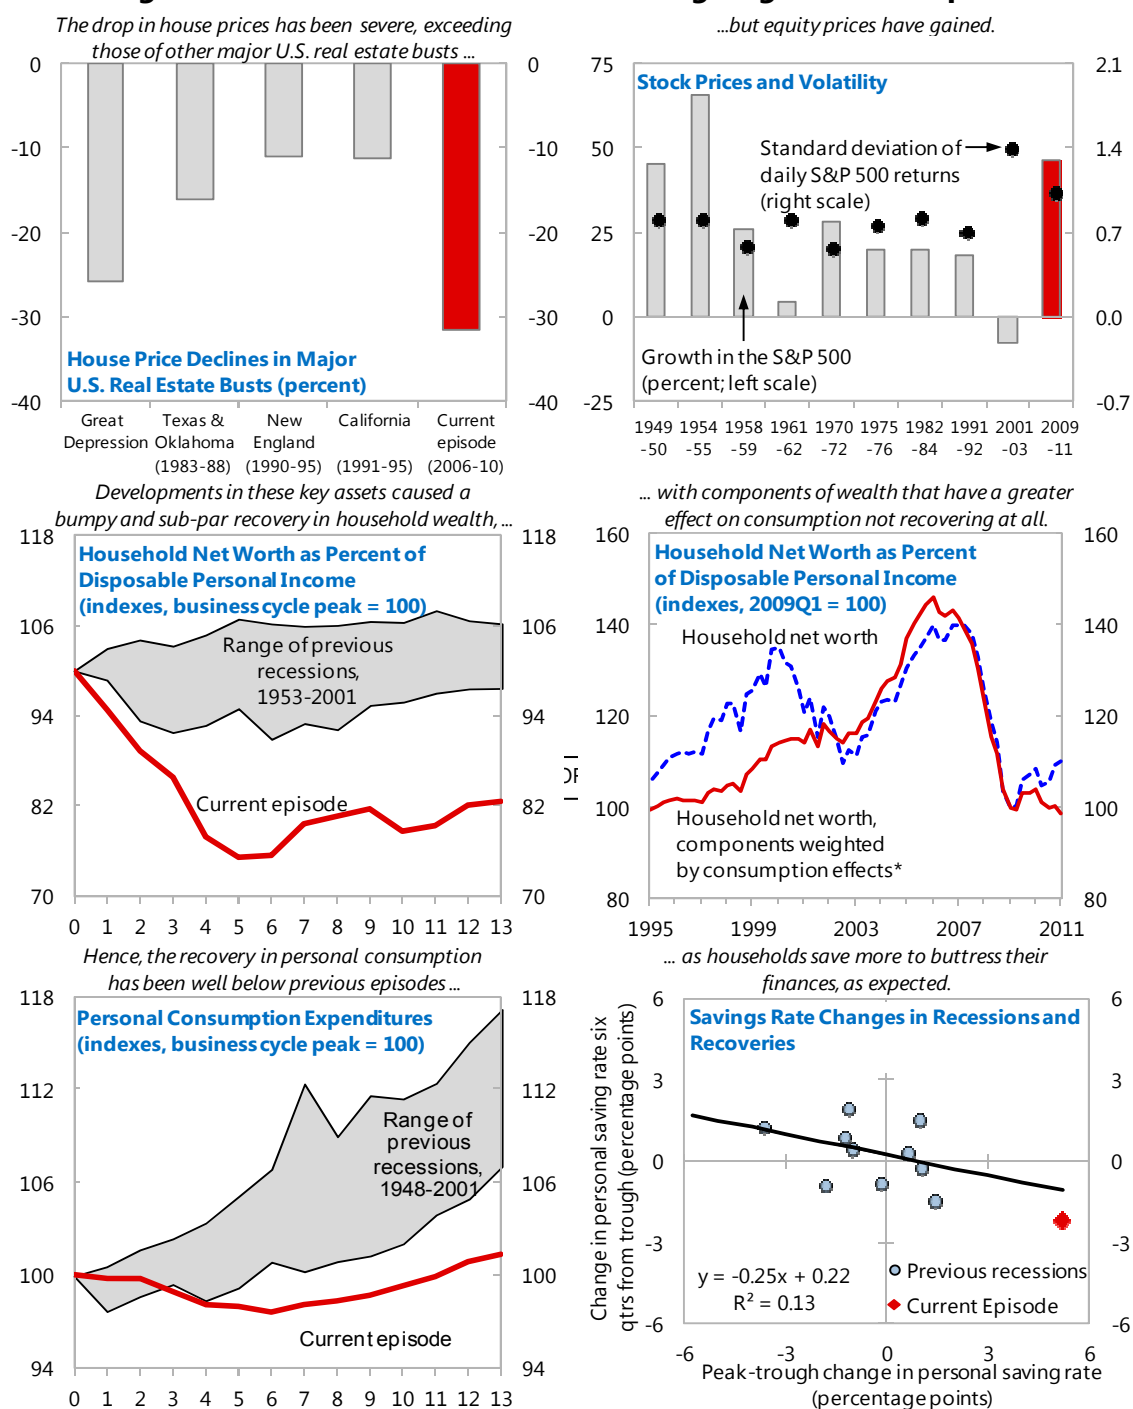 The drop in house prices has been severe, exceeding
those of other major U.S. real estate busts ...
0
-10
-20
-30
-40
0
-10
-20
-30
-40
House Price Declines in Major
U.S. Real Estate Busts (percent)
Great Depression
Texas & Oklahoma (1983-88)
New England (1990-95)
California (1991-95)
Current episode (2006-10)
...but equity prices have gained.
75
50
25
0
-25
2.1
1.4
0.7
0.0
-0.7
Stock Prices and Volatility
Standard deviation of
daily S&P 500 returns
(right scale)
Growth in the S&P 500
(percent; left scale)
1949 1954 1958 1961 1970 1975 1982 1991 2001 2009
-50 -55 -59 -62 -72 -76 -84 -92 -03 -11
Developments in these key assets caused a
bumpy and sub-par recovery in household wealth, ...
118
106
94
82
70
118
106
94
82
70
Household Net Worth as Percent of
Disposable Personal Income
(indexes, business cycle peak = 100)
Range of previous
recessions,
1953-2001
Current episode
0 1 2 3 4 5 6 7 8 9 10 11 12 13
... with components of wealth that have a greater
effect on consumption not recovering at all.
160
140
120
100
80
160
140
120
100
80
Household Net Worth as Percent
of Disposable Personal Income
(indexes, 2009Q1 = 100)
Household net worth
Household net worth,
components weighted
by consumption effects*
1995 1999 2003 2007 2011
Hence, the recovery in personal consumption
has been well below previous episodes ...
118
112
106
100
94
118
112
106
100
94
Personal Consumption Expenditures
(indexes, business cycle peak = 100)
Range of
previous
recessions,
1948-2001
Current episode
0 1 2 3 4 5 6 7 8 9 10 11 12 13
... as households save more to buttress their
finances, as expected.
Change in personal saving rate six
qtrs from trough (percentage points)
6
3
0
-3
-6
6
3
0
-3
-6
Savings Rate Changes in Recessions and
Recoveries
y = -0.25x + 0.22
R² = 0.13
Previous recessions
Current Episode
-6 -3 0 3 6
Peak-trough change in personal saving rate
(percentage points)